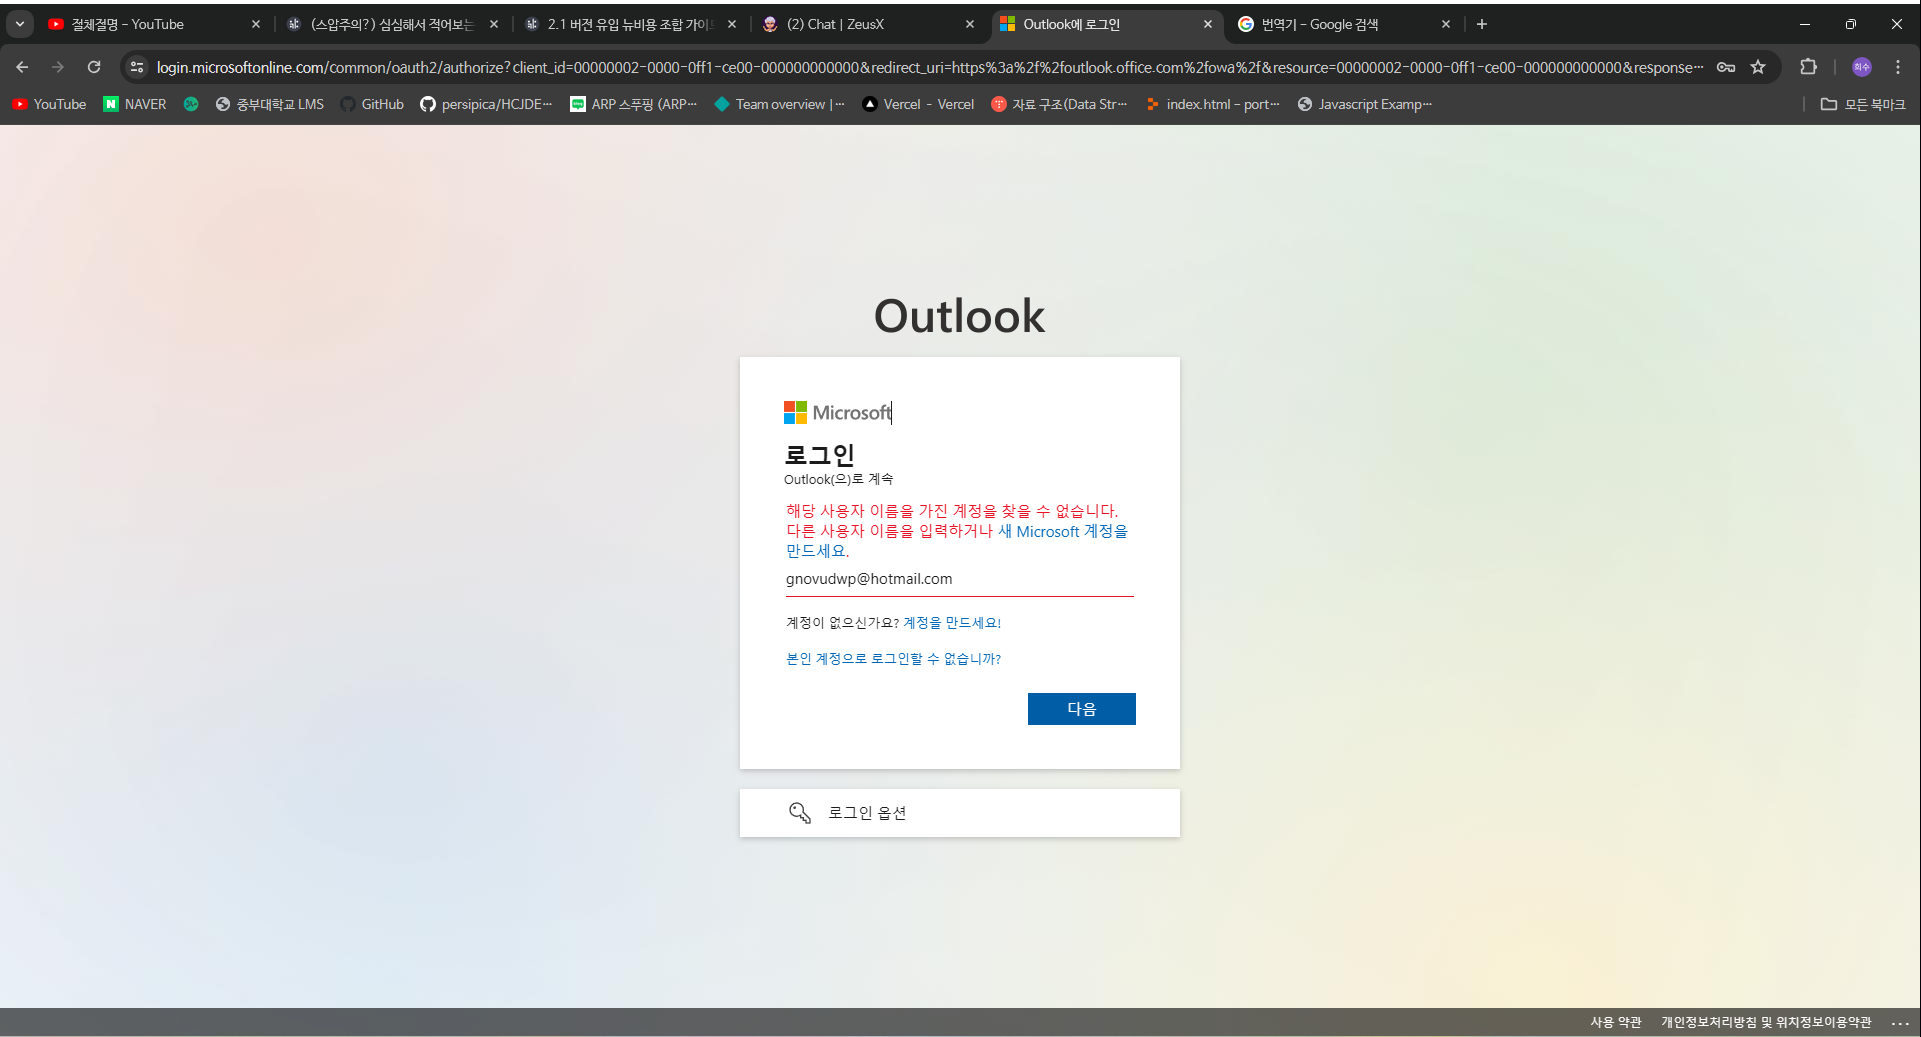 절체절명 - YouTube
(스압주의?) 심심해서 적어보는
2.1 버젼 유입 뉴비용 조합 가이드
(2) Chat | ZeusX
Outlook에 로그인
번역기 - Google 검색
login.microsoftonline.com/common/oauth2/authorize?client_id=00000002-0000-0ff1-ce00-000000000000&redirect_uri=https%3a%2f%2foutlook.office.com%2fowa%2f&resource=00000002-0000-0ff1-ce00-000000000000&response…
희수
YouTube
NAVER
중부대학교 LMS
GitHub
persipica/HCJDE…
ARP 스푸핑 (ARP…
Team overview | …
Vercel – Vercel
자료 구조(Data Str…
index.html - port…
Javascript Examp…
모든 북마크
Outlook
Microsoft
로그인
Outlook(으)로 계속
해당 사용자 이름을 가진 계정을 찾을 수 없습니다.
다른 사용자 이름을 입력하거나 새 Microsoft 계정을
만드세요.
gnovudwp@hotmail.com
계정이 없으신가요? 계정을 만드세요!
본인 계정으로 로그인할 수 없습니까?
다음
로그인 옵션
사용 약관 개인정보처리방침 및 위치정보이용약관 ...